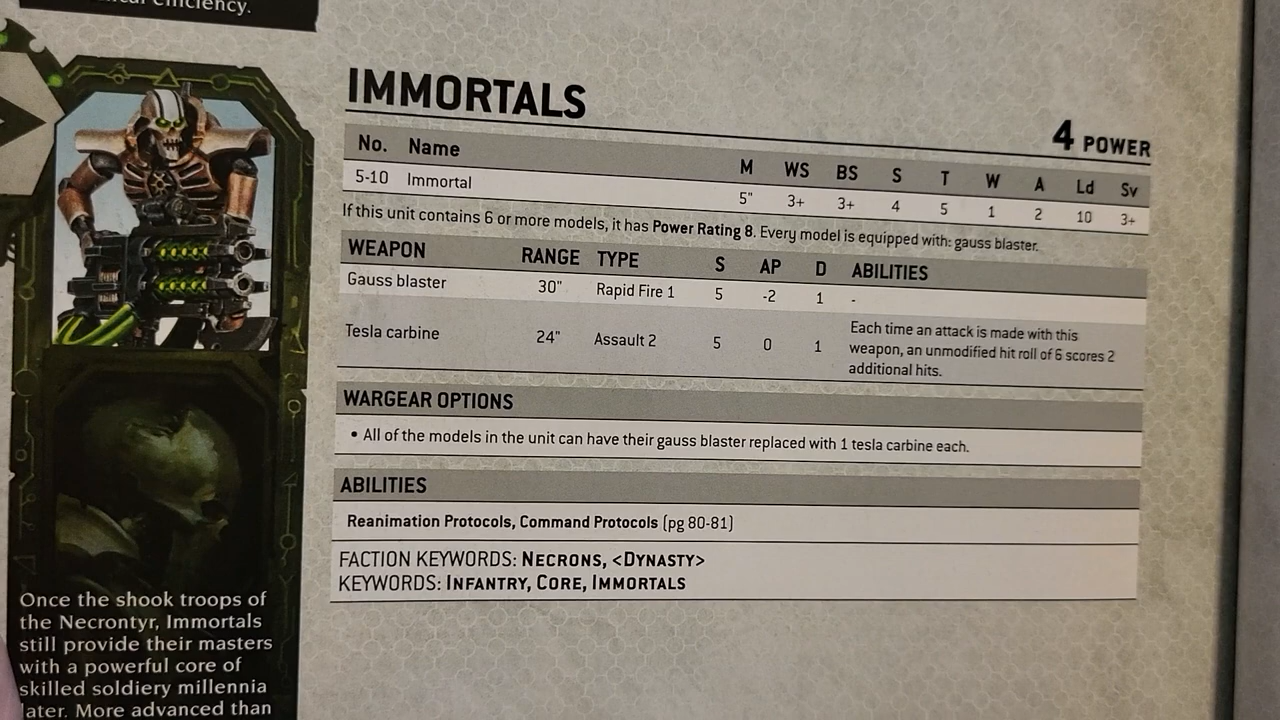 efficiency.
IMMORTALS
4 POWER
No. Name M WS BS S T W A Ld Sv
5-10 Immortal 5" 3+ 3+ 4 5 1 2 10 3+
If this unit contains 6 or more models, it has Power Rating 8. Every model is equipped with: gauss blaster.
WEAPON RANGE TYPE S AP D ABILITIES
Gauss blaster 30" Rapid Fire 1 5 -2 1 -
Tesla carbine 24" Assault 2 5 0 1 Each time an attack is made with this
weapon, an unmodified hit roll of 6 scores 2
additional hits.
WARGEAR OPTIONS
• All of the models in the unit can have their gauss blaster replaced with 1 tesla carbine each.
ABILITIES
Reanimation Protocols, Command Protocols (pg 80-81)
FACTION KEYWORDS: NECRONS, <DYNASTY>
KEYWORDS: INFANTRY, CORE, IMMORTALS
Once the shook troops of
the Necrontyr, Immortals
still provide their masters
with a powerful core of
skilled soldiery millennia
later. More advanced than